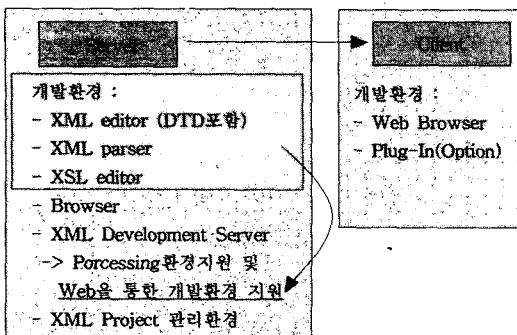 Server
개발환경 :
- XML editor (DTD포함)
- XML parser
- XSL editor
- Browser
- XML Development Server
-> Porcessing환경지원 및
Web을 통한 개발환경 지원
- XML Project 관리환경
Client
개발환경 :
- Web Browser
- Plug-In(Option)